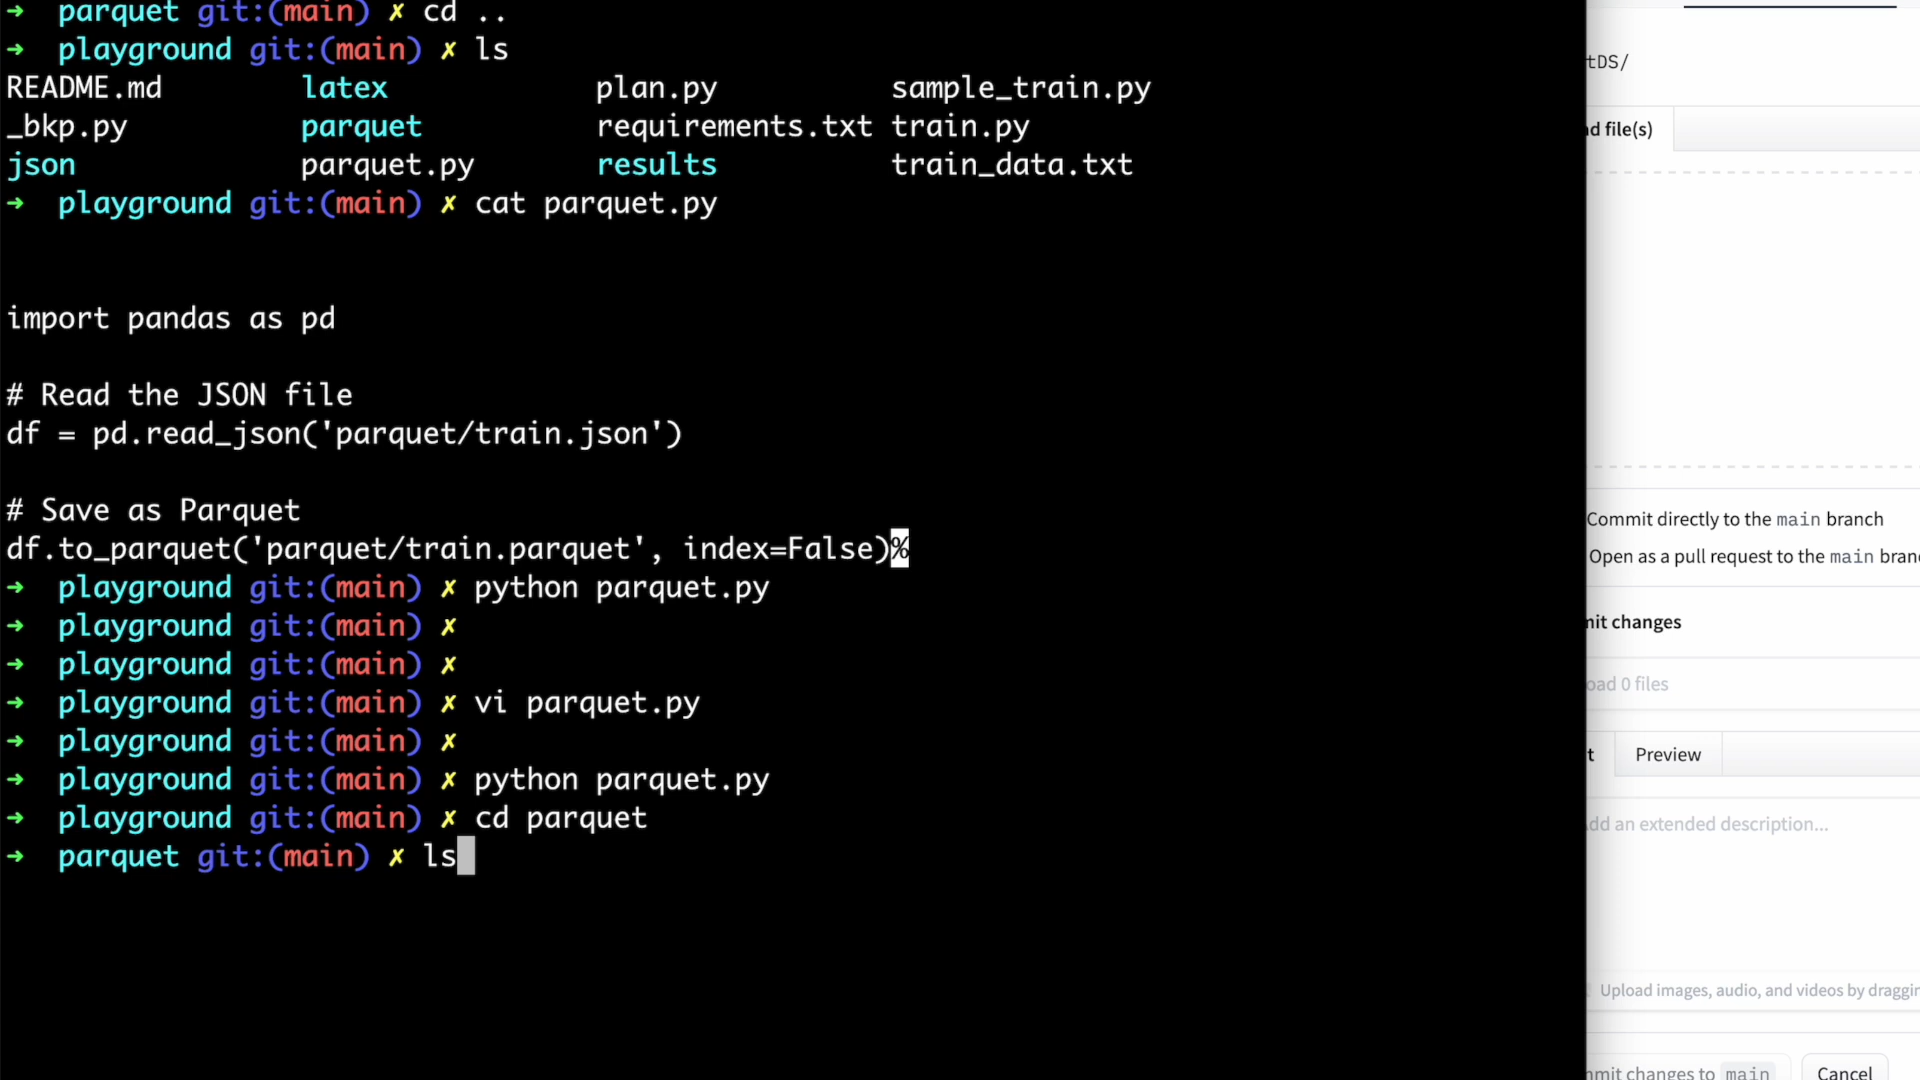 → parquet git:(main) ✗ cd ..
→ playground git:(main) ✗ ls
README.md latex plan.py sample_train.py
_bkp.py parquet requirements.txt train.py
json parquet.py results train_data.txt
→ playground git:(main) ✗ cat parquet.py
import pandas as pd
# Read the JSON file
df = pd.read_json('parquet/train.json')
# Save as Parquet
df.to_parquet('parquet/train.parquet', index=False)%
→ playground git:(main) ✗ python parquet.py
→ playground git:(main) ✗
→ playground git:(main) ✗
→ playground git:(main) ✗ vi parquet.py
→ playground git:(main) ✗
→ playground git:(main) ✗ python parquet.py
→ playground git:(main) ✗ cd parquet
→ parquet git:(main) ✗ ls
tDS/
d file(s)
Commit directly to the main branch
Open as a pull request to the main branc
mit changes
oad 0 files
t Preview
dd an extended description...
Upload images, audio, and videos by draggin
mmit changes to main Cancel